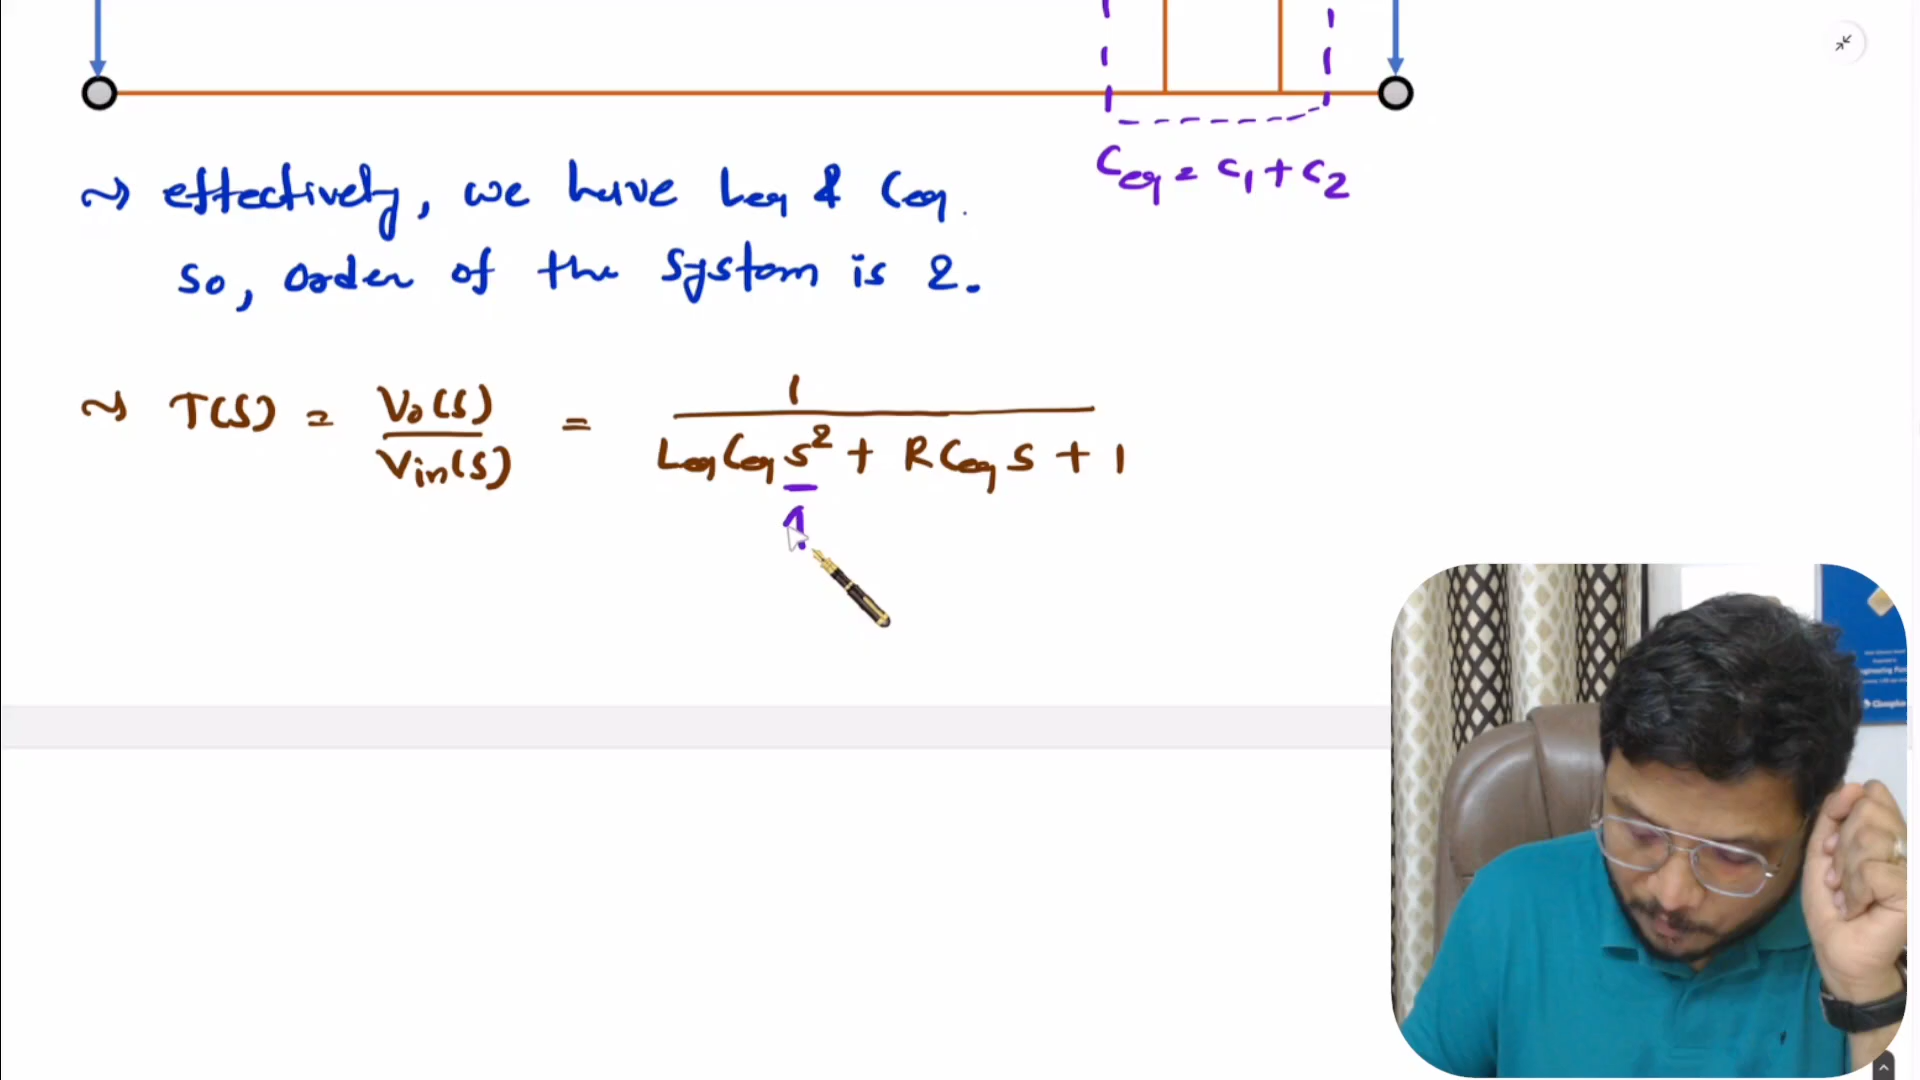 Ceq = C1 + C2
~> effectively, we have Leq & Ceq.
So, Order of the System is 2.
~> T(S) = Vo(S) / Vin(S) = 1 / LeqCeq s² + RCeq s + 1